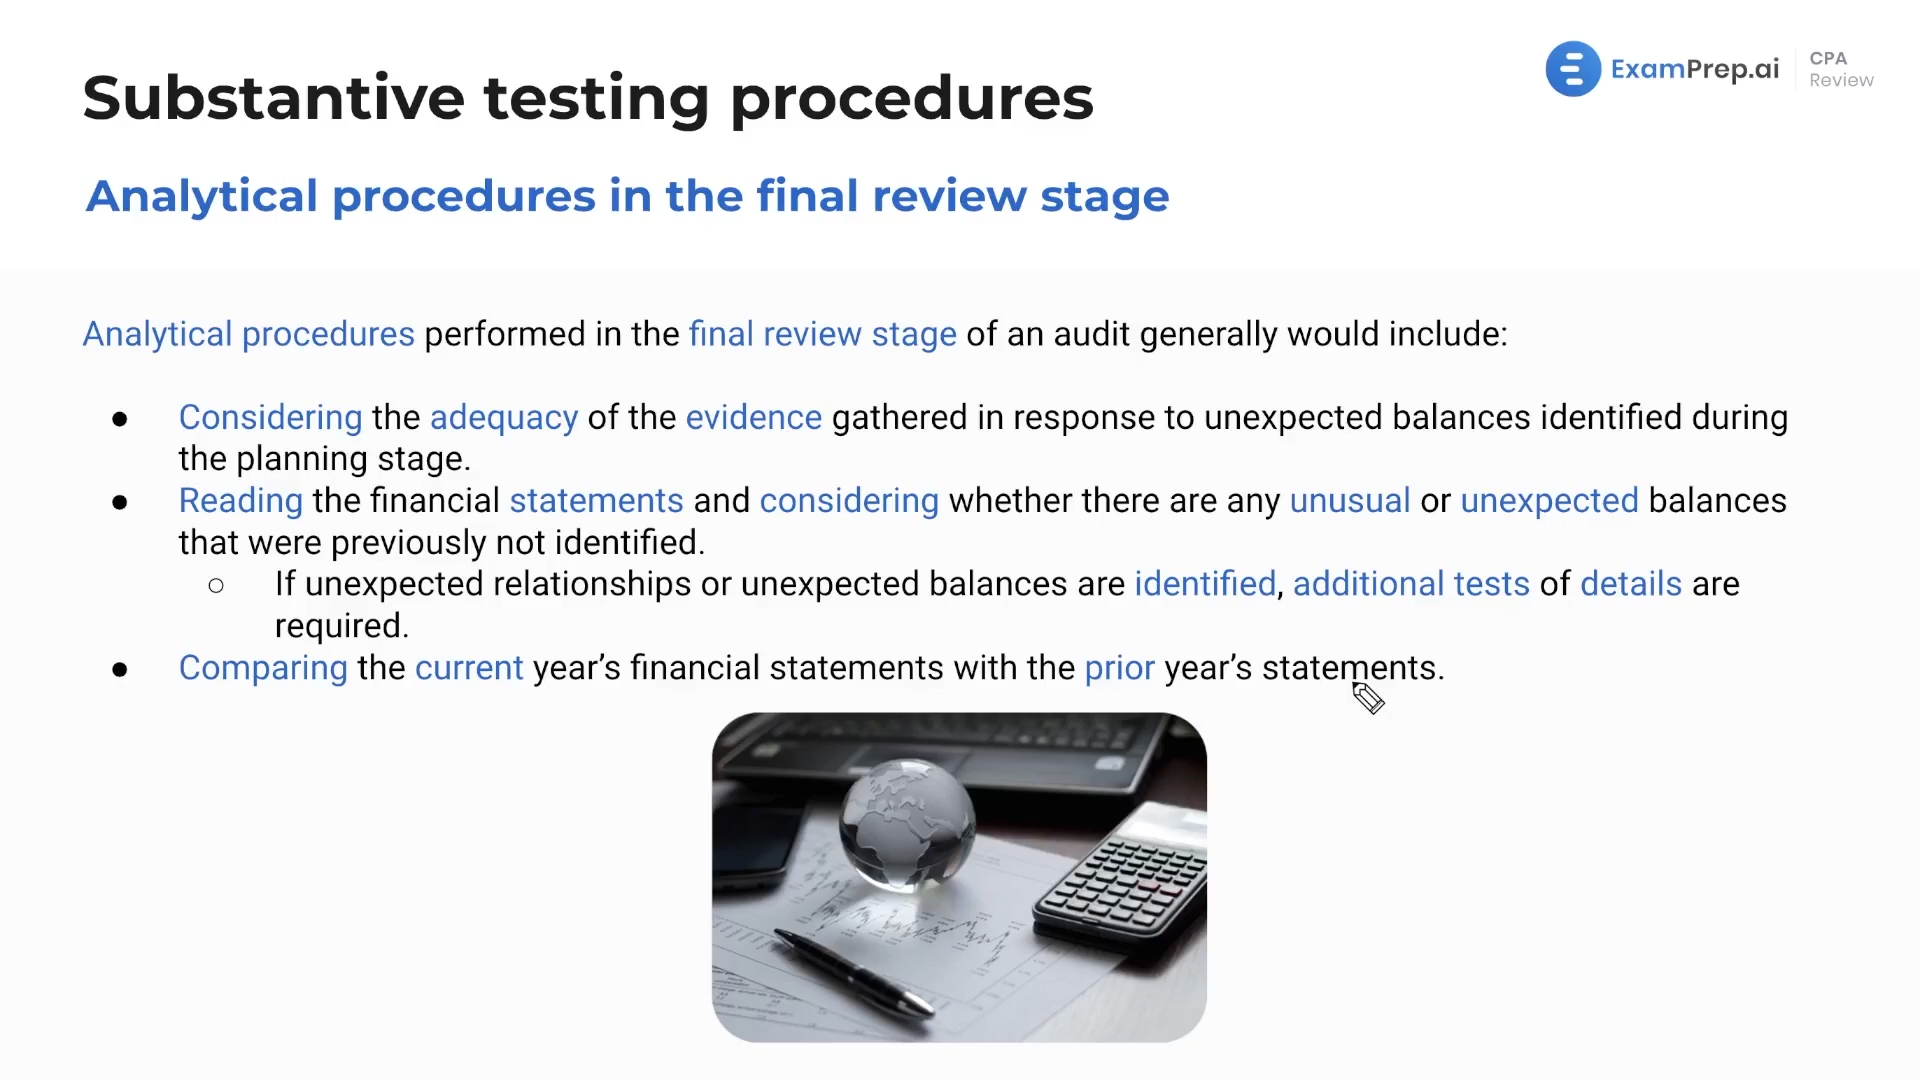 Substantive testing procedures
ExamPrep.ai
CPA
Review
Analytical procedures in the final review stage
Analytical procedures performed in the final review stage of an audit generally would include:
● Considering the adequacy of the evidence gathered in response to unexpected balances identified during
the planning stage.
● Reading the financial statements and considering whether there are any unusual or unexpected balances
that were previously not identified.
○ If unexpected relationships or unexpected balances are identified, additional tests of details are
required.
● Comparing the current year’s financial statements with the prior year’s statements.